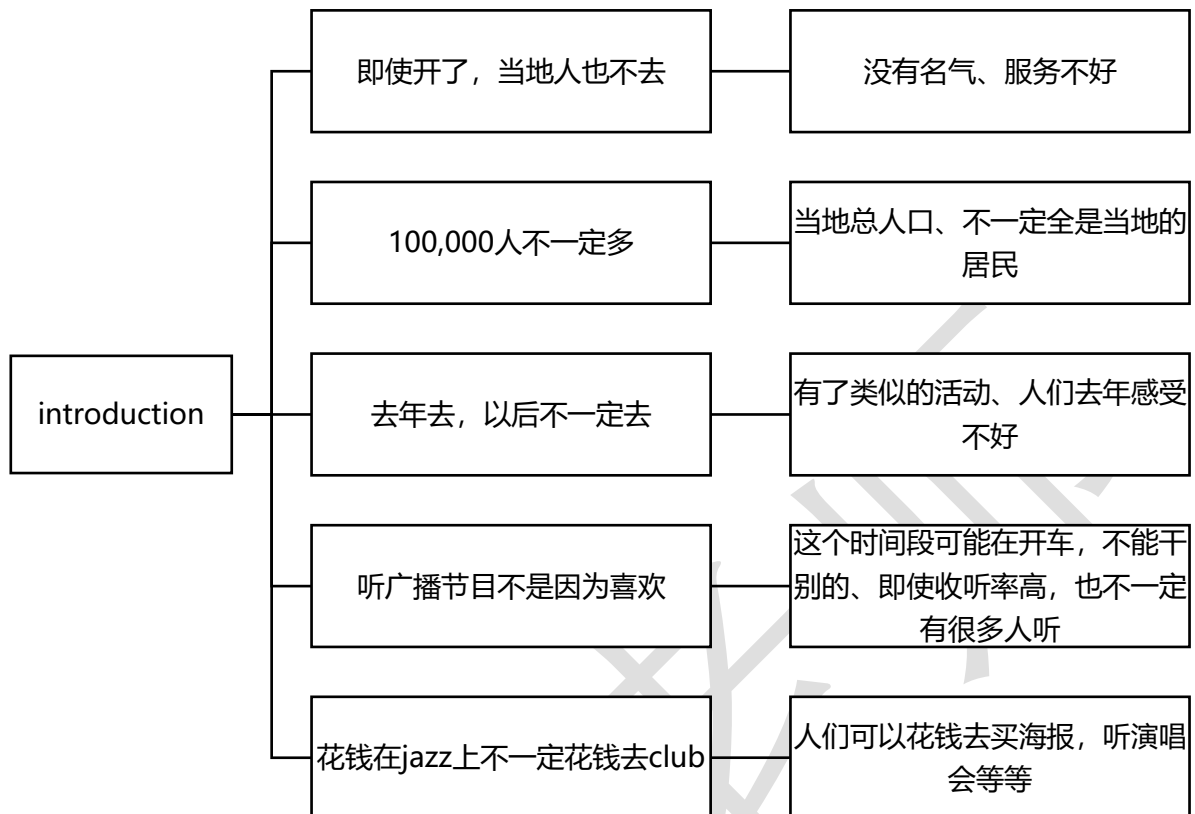 即使开了，当地人也不去
没有名气、服务不好
100,000人不一定多
当地总人口、不一定全是当地的
居民
introduction
去年去，以后不一定去
有了类似的活动、人们去年感受
不好
听广播节目不是因为喜欢
这个时间段可能在开车，不能干
别的、即使收听率高，也不一定
有很多人听
花钱在jazz上不一定花钱去club
人们可以花钱去买海报，听演唱
会等等